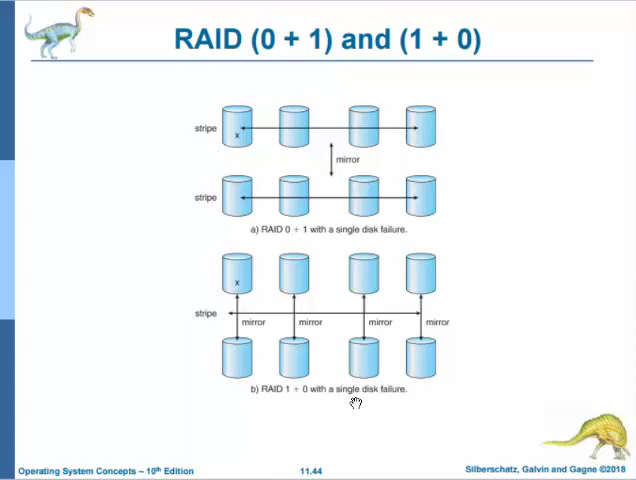 RAID (0 + 1) and (1 + 0)
stripe
x
mirror
stripe
a) RAID 0 + 1 with a single disk failure.
x
stripe
mirror mirror mirror mirror
b) RAID 1 + 0 with a single disk failure.
Operating System Concepts – 10th Edition 11.44 Silberschatz, Galvin and Gagne ©2018